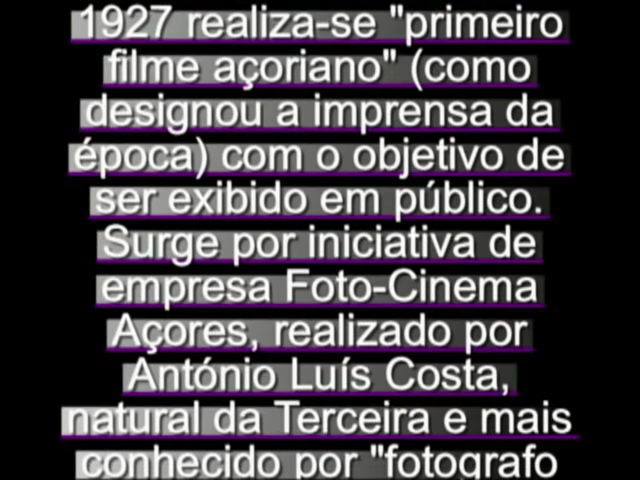 1927 realiza-se "primeiro
filme açoriano" (como
designou a imprensa da
época) com o objetivo de
ser exibido em público.
Surge por iniciativa de
empresa Foto-Cinema
Açores, realizado por
António Luís Costa,
natural da Terceira e mais
conhecido por "fotografo